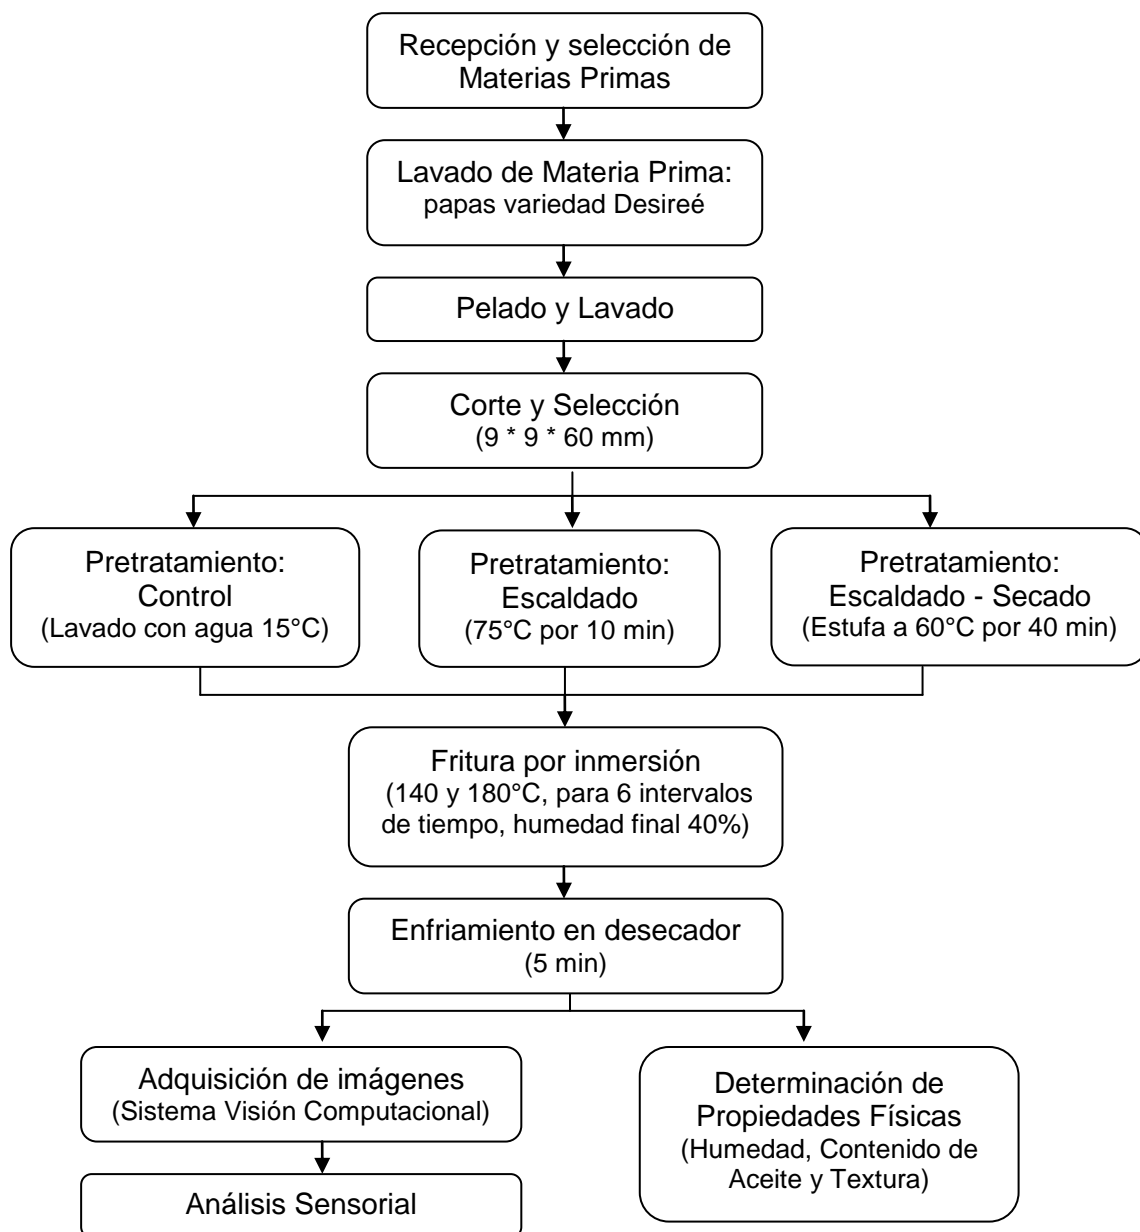 Recepción y selección de
Materias Primas
Lavado de Materia Prima:
papas variedad Desireé
Pelado y Lavado
Corte y Selección
(9 * 9 * 60 mm)
Pretratamiento:
Control
(Lavado con agua 15°C)
Pretratamiento:
Escaldado
(75°C por 10 min)
Pretratamiento:
Escaldado - Secado
(Estufa a 60°C por 40 min)
Fritura por inmersión
(140 y 180°C, para 6 intervalos
de tiempo, humedad final 40%)
Enfriamiento en desecador
(5 min)
Adquisición de imágenes
(Sistema Visión Computacional)
Análisis Sensorial
Determinación de
Propiedades Físicas
(Humedad, Contenido de
Aceite y Textura)